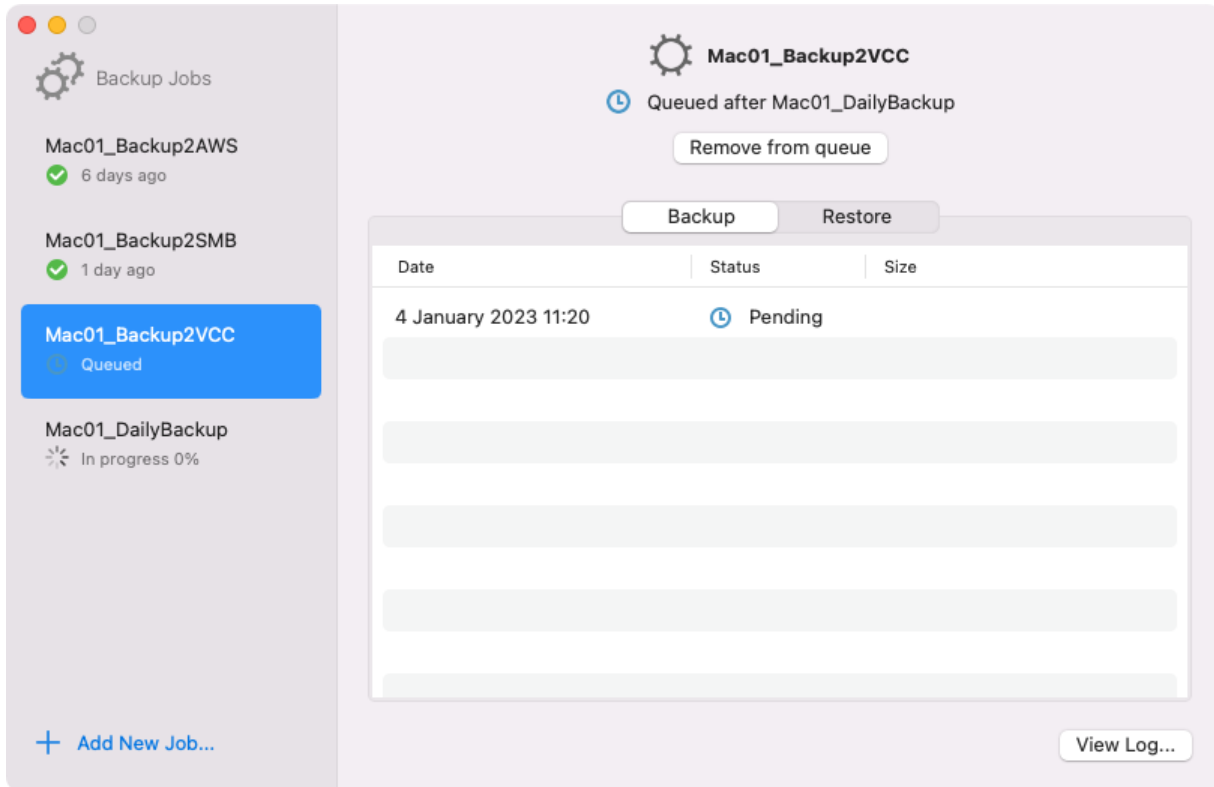 Backup Jobs
Mac01_Backup2AWS
6 days ago
Mac01_Backup2SMB
1 day ago
Mac01_Backup2VCC
Queued
Mac01_DailyBackup
In progress 0%
Add New Job...
Mac01_Backup2VCC
Queued after Mac01_DailyBackup
Remove from queue
Backup Restore
Date Status Size
4 January 2023 11:20 Pending
View Log...